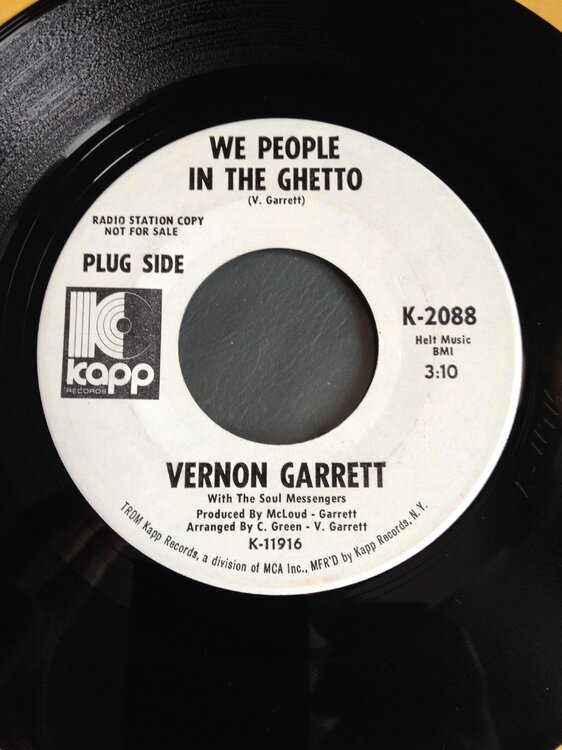 WE PEOPLE
IN THE GHETTO
(V. Garrett)
RADIO STATION COPY
NOT FOR SALE
PLUG SIDE
Kapp
RECORDS
K-2088
Helt Music
BMI
3:10
VERNON GARRETT
With The Soul Messengers
Produced By McLoud - Garrett
Arranged By C. Green - V. Garrett
K-11916
TRDM Kapp Records, a division of MCA Inc., MFR'D by Kapp Records, N.Y.
K-11916